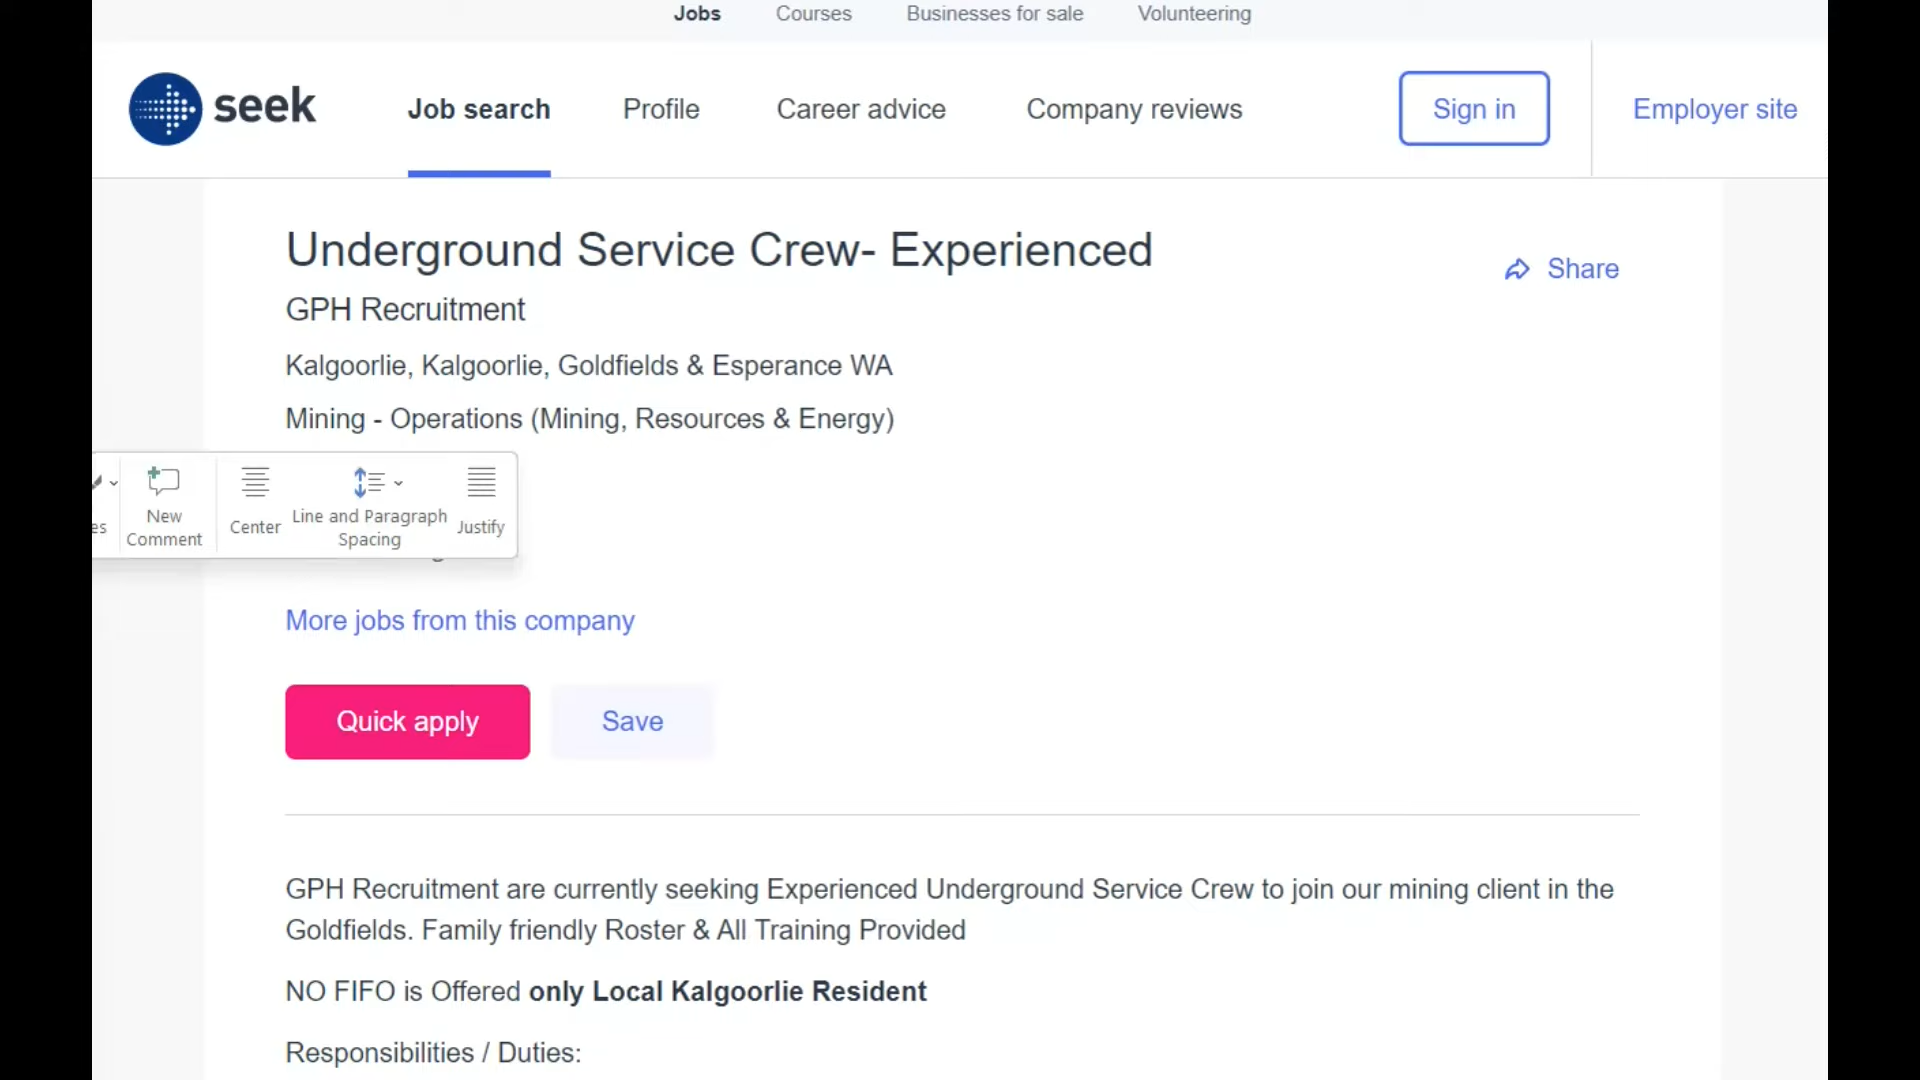 Jobs Courses Businesses for sale Volunteering
seek Job search Profile Career advice Company reviews Sign in Employer site
Underground Service Crew- Experienced
Share
GPH Recruitment
Kalgoorlie, Kalgoorlie, Goldfields & Esperance WA
Mining - Operations (Mining, Resources & Energy)
New
Comment
Center
Line and Paragraph
Spacing
Justify
More jobs from this company
Quick apply Save
GPH Recruitment are currently seeking Experienced Underground Service Crew to join our mining client in the
Goldfields. Family friendly Roster & All Training Provided
NO FIFO is Offered only Local Kalgoorlie Resident
Responsibilities / Duties: